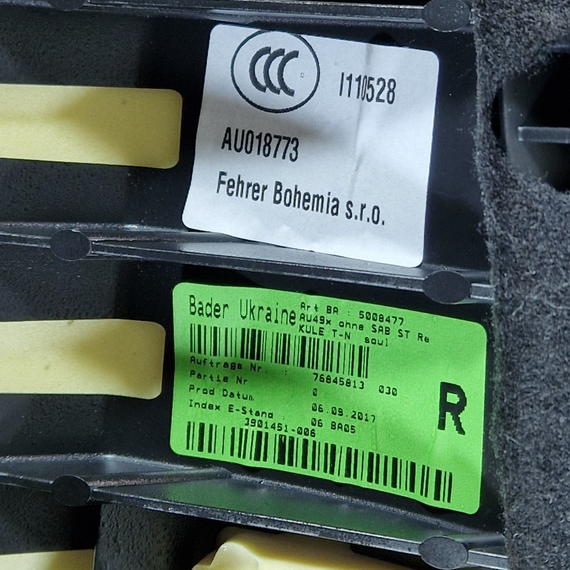 CCC
I110528
AU018773
Fehrer Bohemia s.r.o.
Bader Ukraine
Art BA : 5008477
AU49x ohne SAB ST Re
KULE T-N soul
Auftrags Nr. : 76845813 030
Partie Nr : 0
Prod Datum : 06.09.2017
Index E-Stand : 06 BA05
J901451-006
R